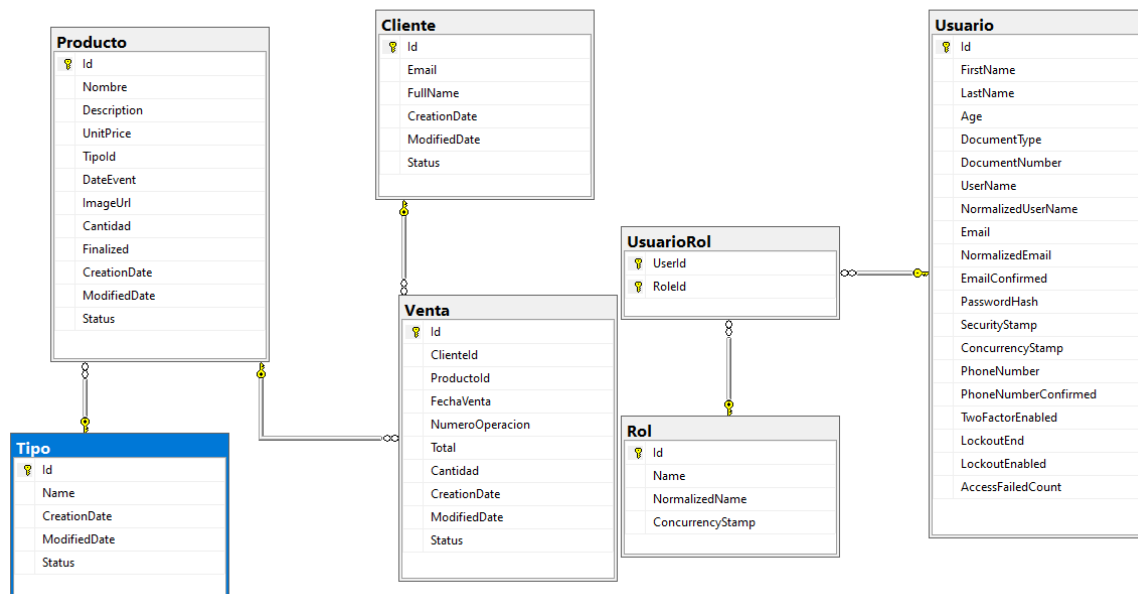 Producto
Id
Nombre
Description
UnitPrice
TipoId
DateEvent
ImageUrl
Cantidad
Finalized
CreationDate
ModifiedDate
Status
Cliente
Id
Email
FullName
CreationDate
ModifiedDate
Status
Usuario
Id
FirstName
LastName
Age
DocumentType
DocumentNumber
UserName
NormalizedUserName
Email
NormalizedEmail
EmailConfirmed
PasswordHash
SecurityStamp
ConcurrencyStamp
PhoneNumber
PhoneNumberConfirmed
TwoFactorEnabled
LockoutEnd
LockoutEnabled
AccessFailedCount
UsuarioRol
UserId
RoleId
Venta
Id
ClienteId
ProductoId
FechaVenta
NumeroOperacion
Total
Cantidad
CreationDate
ModifiedDate
Status
Rol
Id
Name
NormalizedName
ConcurrencyStamp
Tipo
Id
Name
CreationDate
ModifiedDate
Status